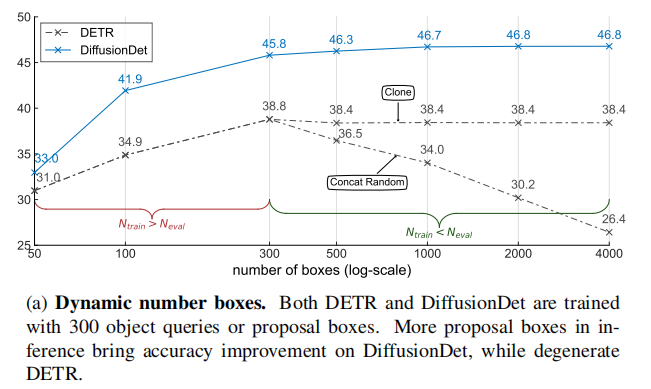 50
DETR
DiffusionDet
45.8
46.3
46.7
46.8
46.8
45
41.9
Clone
40
38.8
38.4
38.4
38.4
38.4
36.5
35
34.9
34.0
33.0
31.0
Concat Random
30.2
30
26.4
N_train > N_eval
N_train < N_eval
25
50 100 300 500 1000 2000 4000
number of boxes (log-scale)
(a) Dynamic number boxes. Both DETR and DiffusionDet are trained
with 300 object queries or proposal boxes. More proposal boxes in in-
ference bring accuracy improvement on DiffusionDet, while degenerate
DETR.